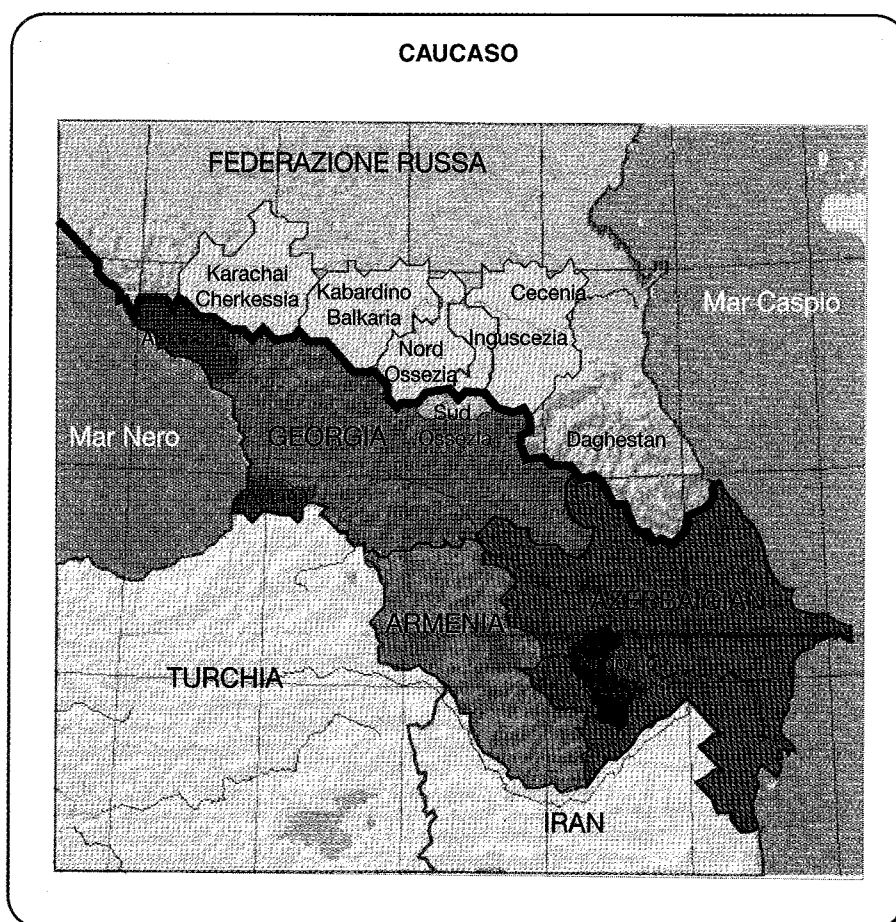 CAUCASO
FEDERAZIONE RUSSA
Karachai
Cherkessia
Kabardino
Balkaria
Cecenia
Mar Caspio
Inguscezia
Nord
Ossezia
Sud
Ossezia
Mar Nero
GEORGIA
Daghestan
AZERBAIGIAN
ARMENIA
TURCHIA
IRAN